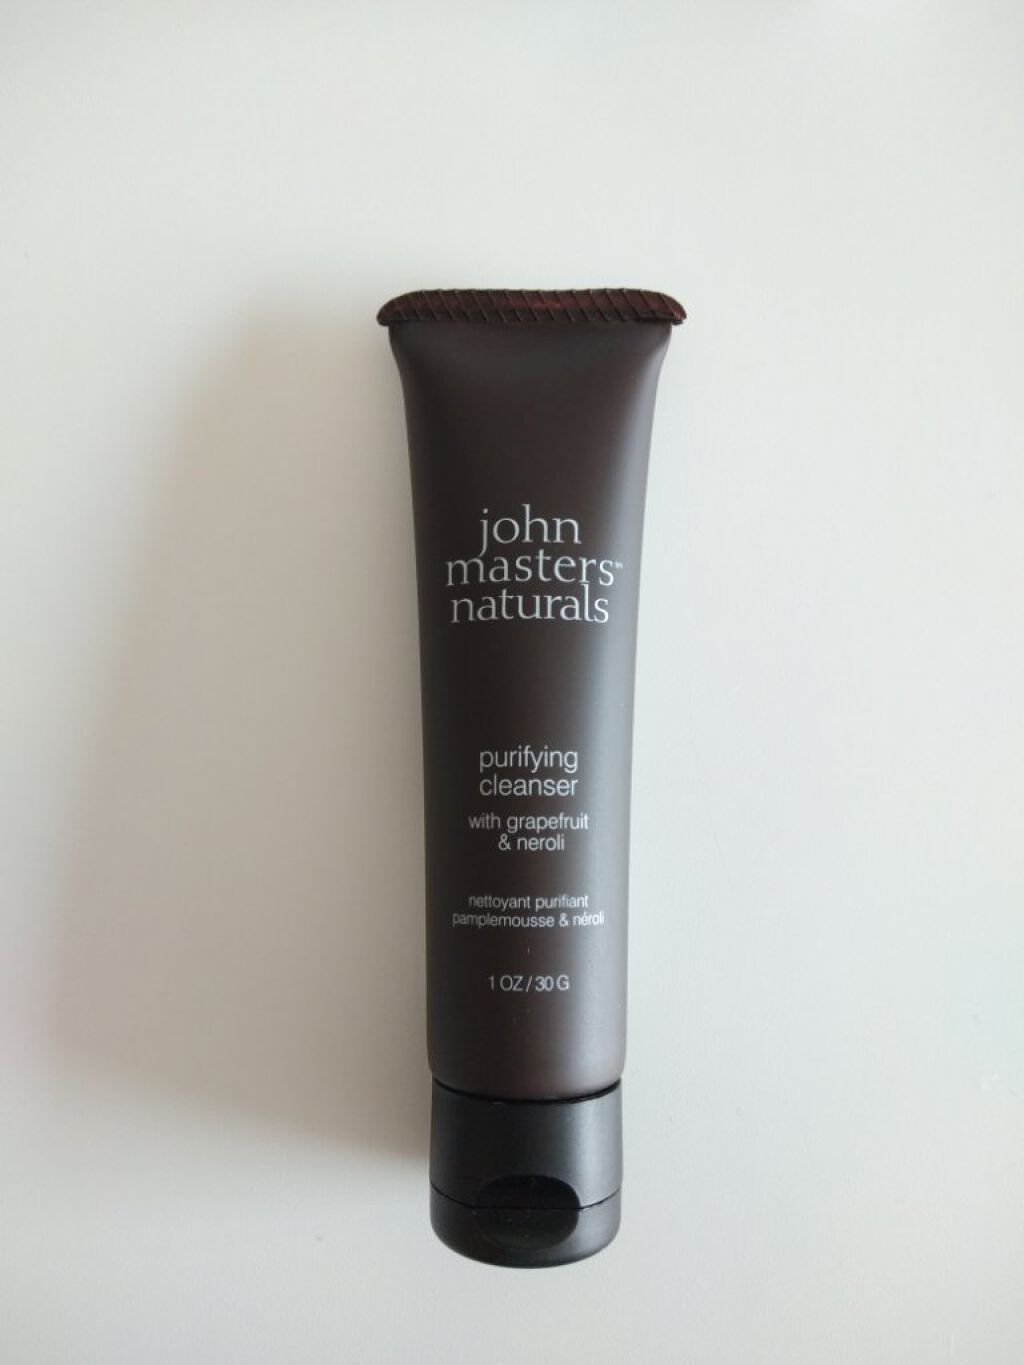 john
masters™
naturals
purifying
cleanser
with grapefruit
& neroli
nettoyant purifiant
pamplemousse & néroli
1 OZ / 30 G